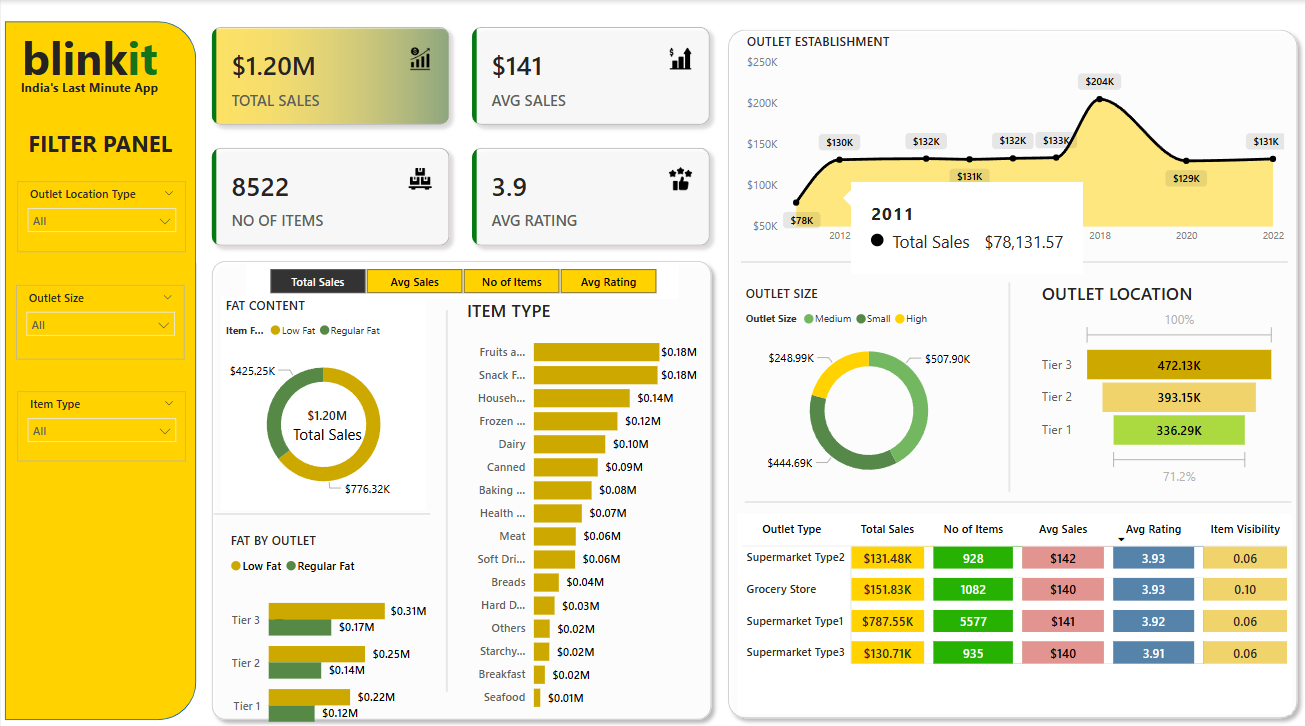 blinkit
India's Last Minute App
FILTER PANEL
Outlet Location Type
All
Outlet Size
All
Item Type
All
$1.20M
TOTAL SALES
$141
AVG SALES
8522
NO OF ITEMS
3.9
AVG RATING
Total Sales
Avg Sales
No of Items
Avg Rating
FAT CONTENT
Item F... Low Fat Regular Fat
$425.25K
$1.20M
Total Sales
$776.32K
FAT BY OUTLET
Low Fat Regular Fat
Tier 3 $0.31M
$0.17M
Tier 2 $0.25M
$0.14M
Tier 1 $0.22M
$0.12M
ITEM TYPE
Fruits a... $0.18M
Snack F... $0.18M
Househ... $0.14M
Frozen ... $0.12M
Dairy $0.10M
Canned $0.09M
Baking ... $0.08M
Health ... $0.07M
Meat $0.06M
Soft Dri... $0.06M
Breads $0.04M
Hard D... $0.03M
Others $0.02M
Starchy... $0.02M
Breakfast $0.02M
Seafood $0.01M
OUTLET ESTABLISHMENT
$250K
$200K
$150K
$100K
$50K
$78K
$130K
$132K
$131K
$132K
$133K
$204K
$129K
$131K
2012
2018
2020
2022
2011
Total Sales $78,131.57
OUTLET SIZE
Outlet Size Medium Small High
$248.99K
$507.90K
$444.69K
OUTLET LOCATION
100%
Tier 3 472.13K
Tier 2 393.15K
Tier 1 336.29K
71.2%
Outlet Type Total Sales No of Items Avg Sales Avg Rating Item Visibility
Supermarket Type2 $131.48K 928 $142 3.93 0.06
Grocery Store $151.83K 1082 $140 3.93 0.10
Supermarket Type1 $787.55K 5577 $141 3.92 0.06
Supermarket Type3 $130.71K 935 $140 3.91 0.06